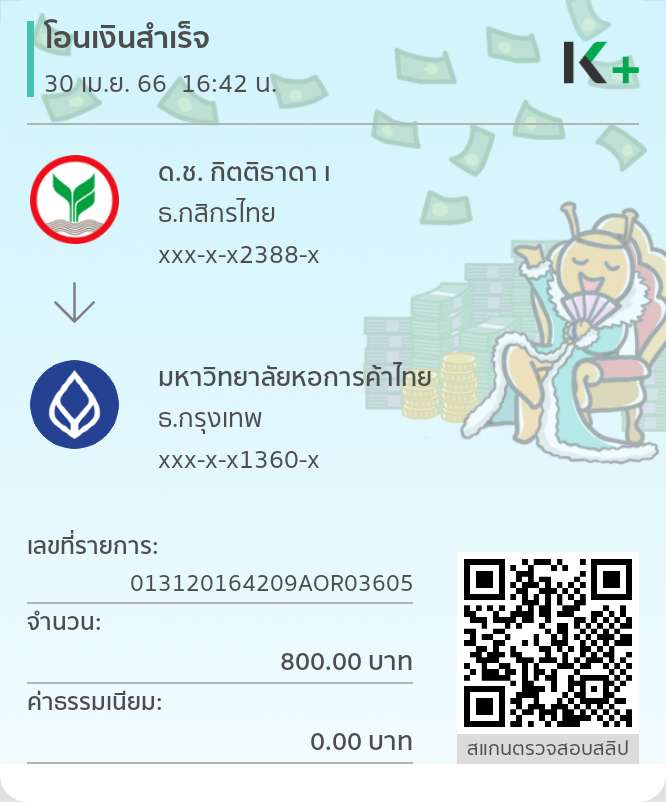 โอนเงินสำเร็จ
30 เม.ย. 66 16:42 น.
K+
ด.ช. กิตติธาดา เ
ธ.กสิกรไทย
xxx-x-x2388-x
มหาวิทยาลัยหอการค้าไทย
ธ.กรุงเทพ
xxx-x-x1360-x
เลขที่รายการ:
013120164209AOR03605
จำนวน:
800.00 บาท
ค่าธรรมเนียม:
0.00 บาท
สแกนตรวจสอบสลิป